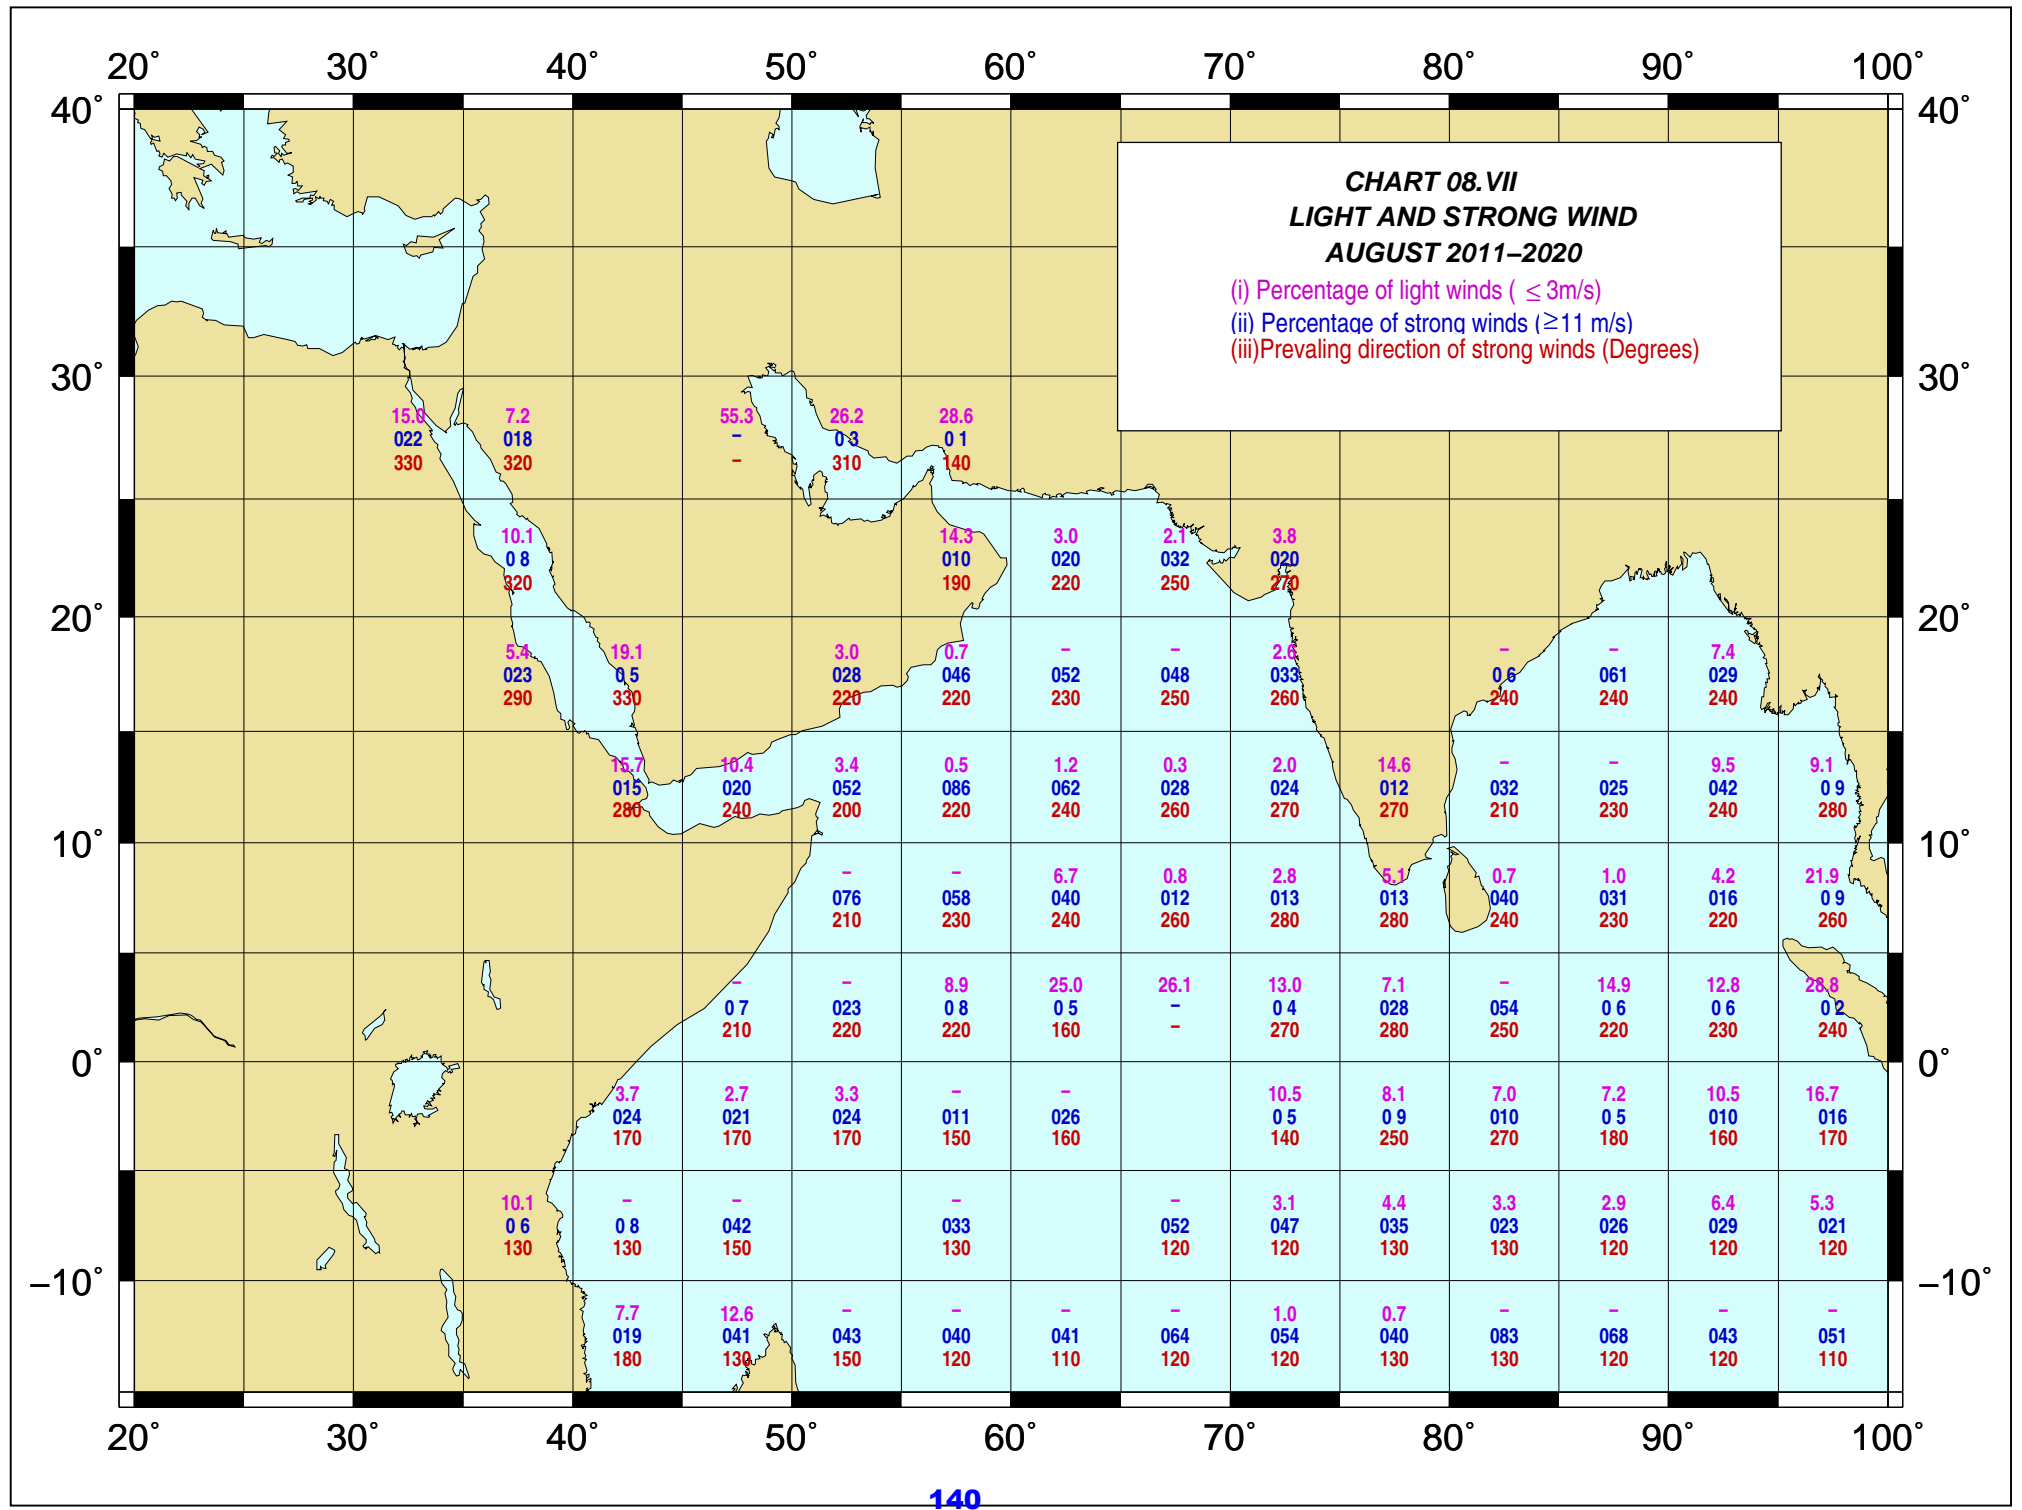 20° 30° 40° 50° 60° 70° 80° 90° 100°
40° 40°
CHART 08.VII
LIGHT AND STRONG WIND
AUGUST 2011–2020
(i) Percentage of light winds ( ≤ 3m/s)
(ii) Percentage of strong winds (≥11 m/s)
(iii)Prevaling direction of strong winds (Degrees)
30° 30°
15.0 7.2 55.3 26.2 28.6
022 018 – 0 3 0 1
330 320 – 310 140
10.1 14.3 3.0 2.1 3.8
0 8 010 020 032 020
320 190 220 250 270
20° 20°
5.4 19.1 3.0 0.7 – – 2.6 – – 7.4
023 0 5 028 046 052 048 033 0 6 061 029
290 330 220 220 230 250 260 240 240 240
15.7 10.4 3.4 0.5 1.2 0.3 2.0 14.6 – – 9.5 9.1
015 020 052 086 062 028 024 012 032 025 042 0 9
280 240 200 220 240 260 270 270 210 230 240 280
10° 10°
– – 6.7 0.8 2.8 5.1 0.7 1.0 4.2 21.9
076 058 040 012 013 013 040 031 016 0 9
210 230 240 260 280 280 240 230 220 260
– – 8.9 25.0 26.1 13.0 7.1 – 14.9 12.8 28.8
0 7 023 0 8 0 5 – 0 4 028 054 0 6 0 6 0 2
210 220 220 160 – 270 280 250 220 230 240
0° 0°
3.7 2.7 3.3 – – 10.5 8.1 7.0 7.2 10.5 16.7
024 021 024 011 026 0 5 0 9 010 0 5 010 016
170 170 170 150 160 140 250 270 180 160 170
10.1 – – – – 3.1 4.4 3.3 2.9 6.4 5.3
0 6 0 8 042 033 052 047 035 023 026 029 021
130 130 150 130 120 120 130 130 120 120 120
–10° –10°
7.7 12.6 – – – – 1.0 0.7 – – – –
019 041 043 040 041 064 054 040 083 068 043 051
180 130 150 120 110 120 120 130 130 120 120 110
20° 30° 40° 50° 60° 70° 80° 90° 100°
140